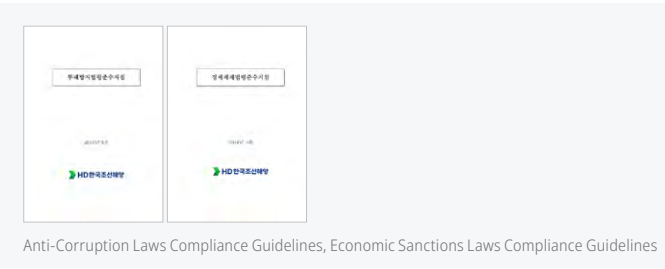 부패방지법령준수지침
경제제재법령준수지침
HD한국조선해양
HD한국조선해양
Anti-Corruption Laws Compliance Guidelines, Economic Sanctions Laws Compliance Guidelines